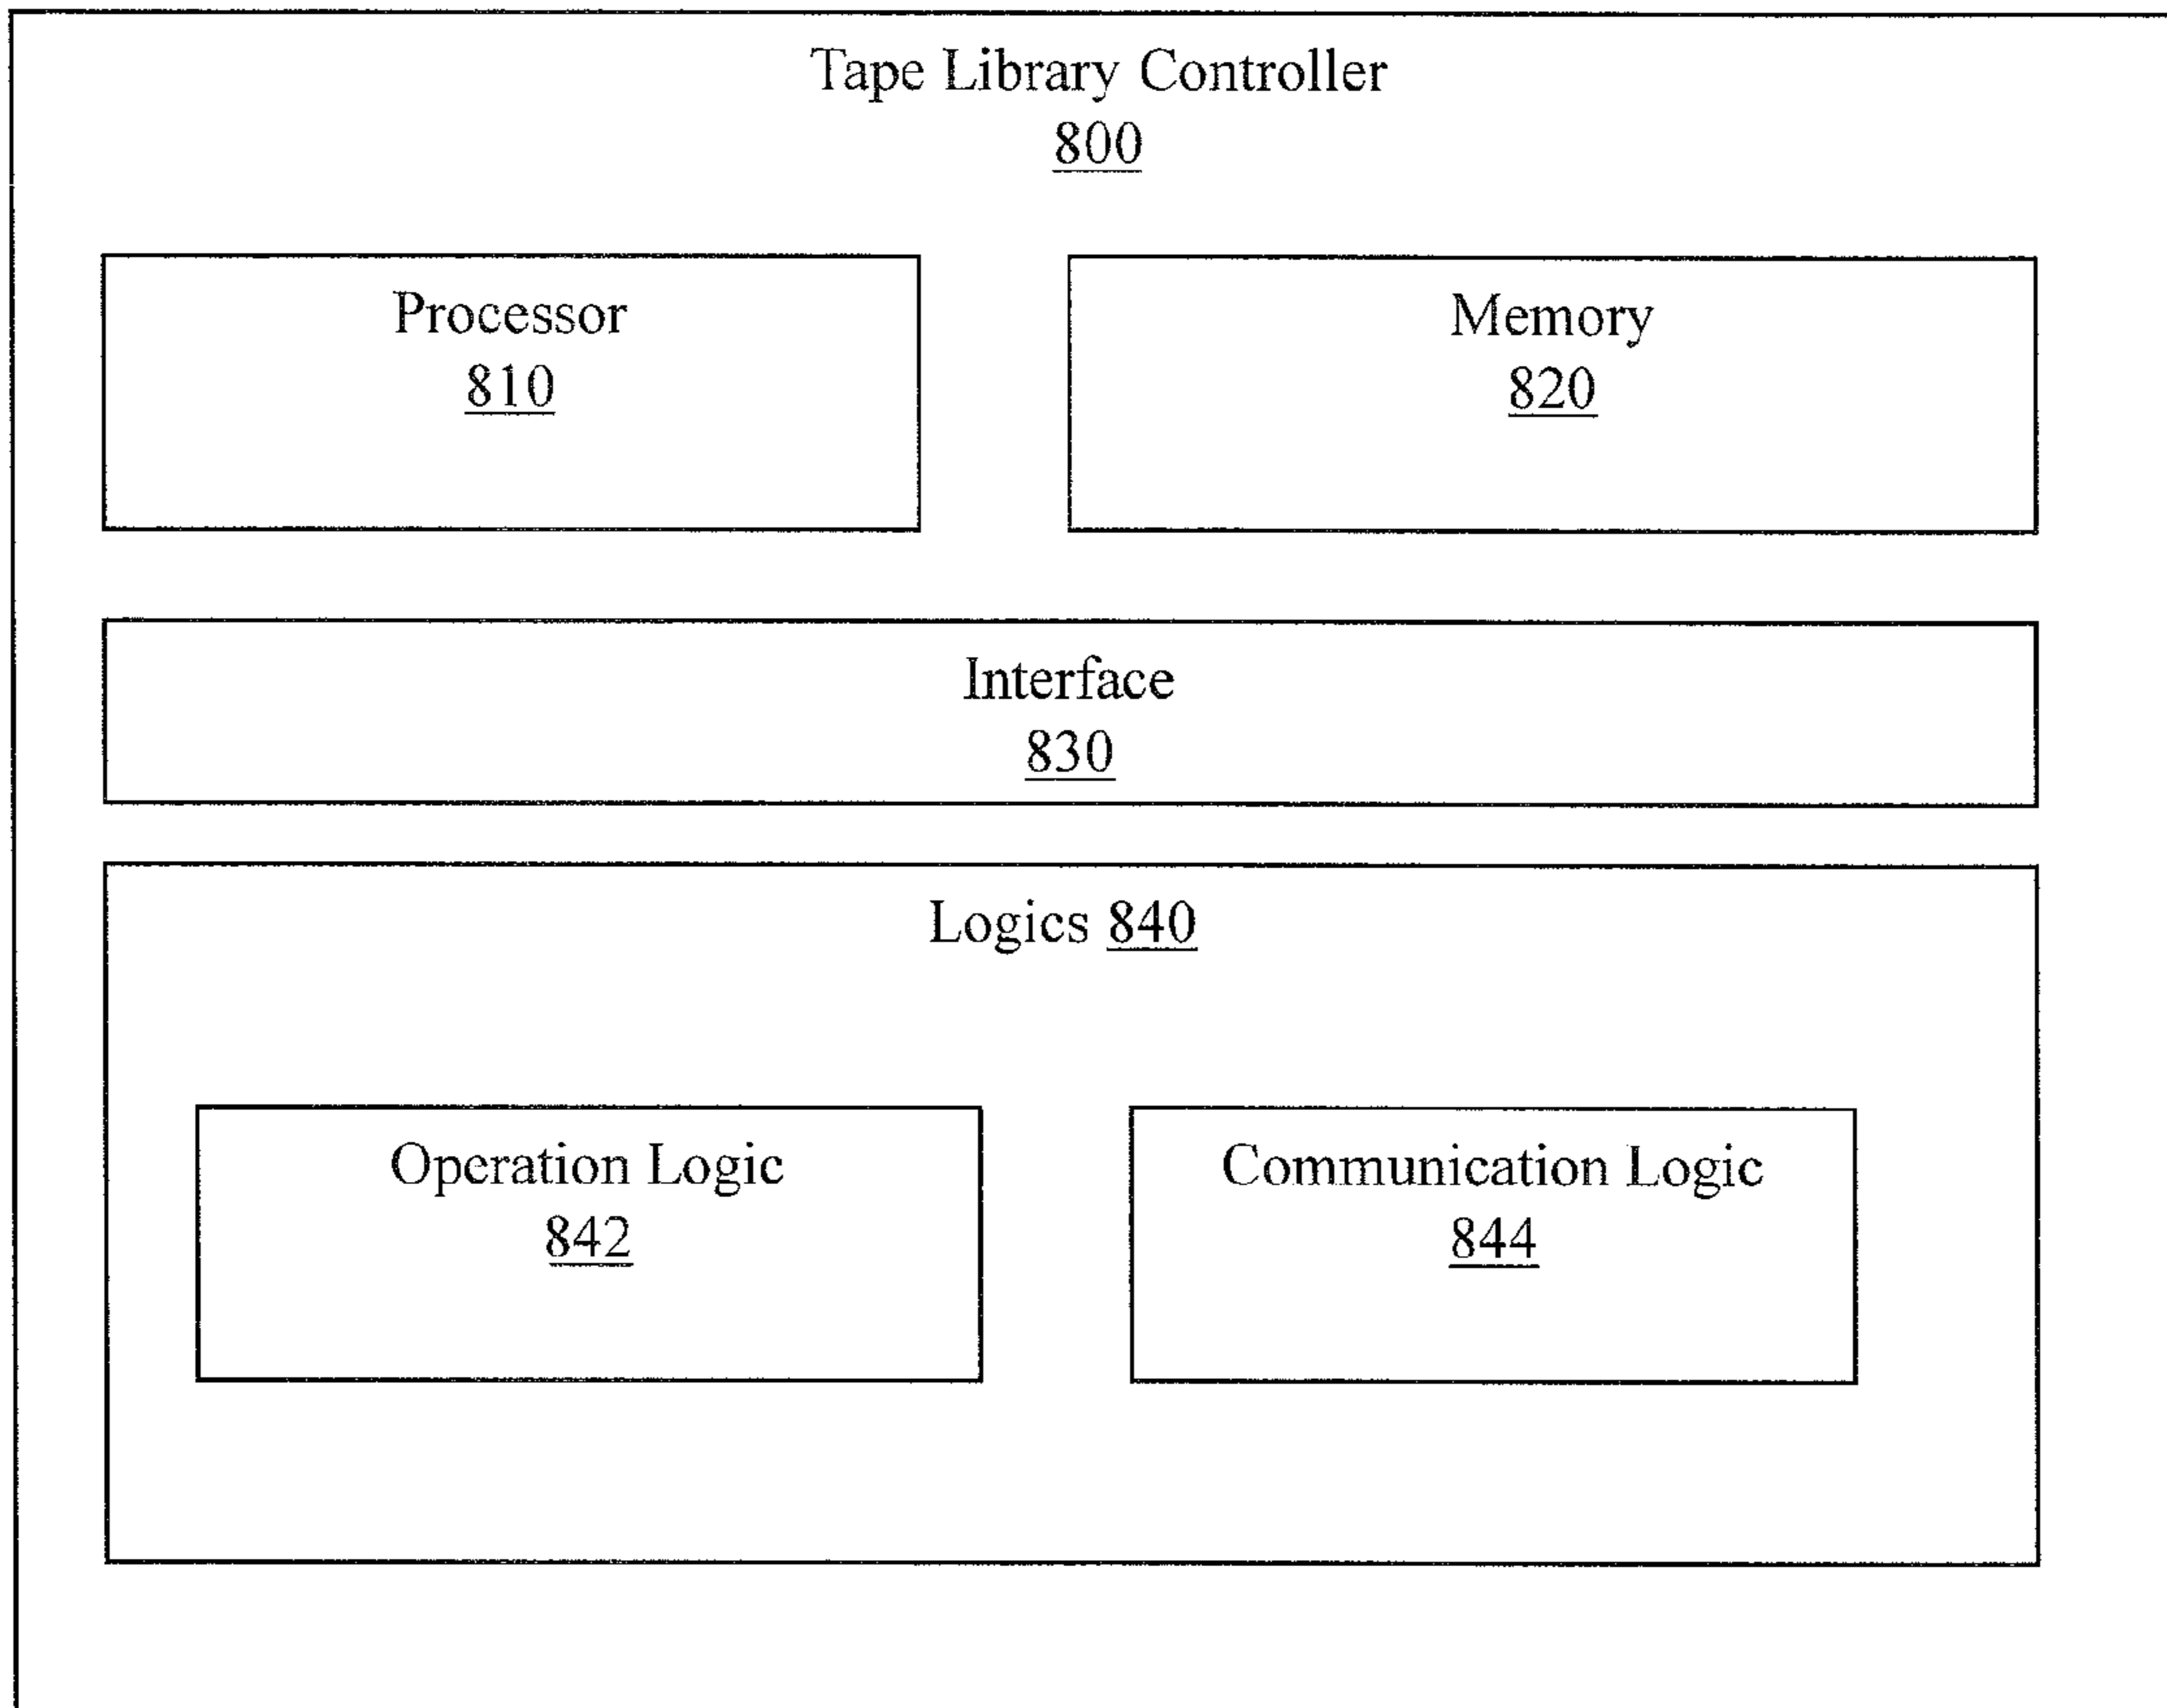 Tape Library Controller
800
Processor
810
Memory
820
Interface
830
Logics 840
Operation Logic
842
Communication Logic
844